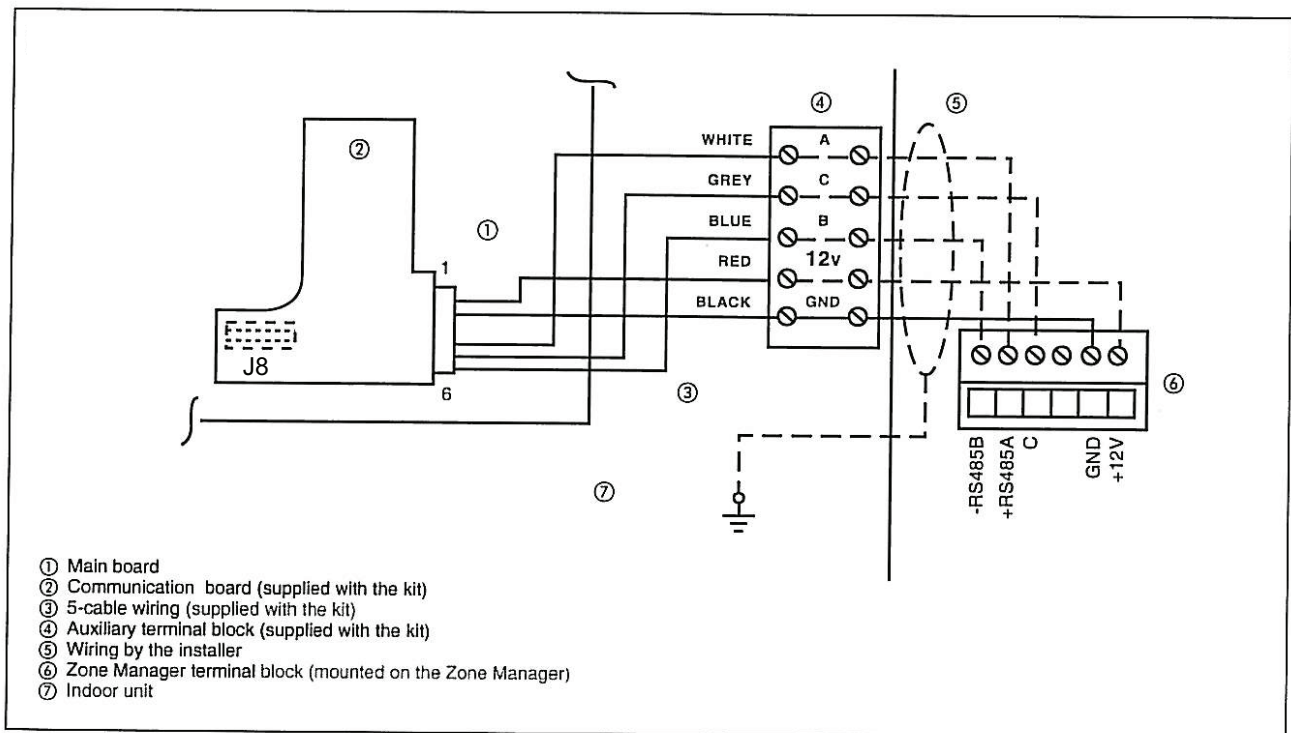 ④
⑤
②
WHITE
A
GREY
C
①
BLUE
B
1
RED
12v
BLACK
GND
J8
6
③
⑥
⑦
-RS485B
+RS485A
C
GND
+12V
① Main board
② Communication board (supplied with the kit)
③ 5-cable wiring (supplied with the kit)
④ Auxiliary terminal block (supplied with the kit)
⑤ Wiring by the installer
⑥ Zone Manager terminal block (mounted on the Zone Manager)
⑦ Indoor unit